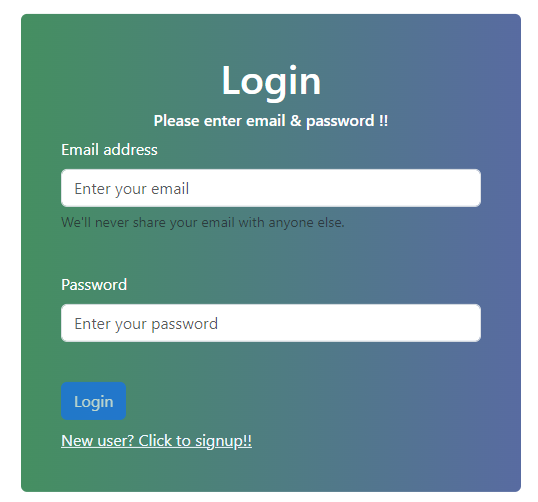 Login
Please enter email & password !!
Email address
Enter your email
We'll never share your email with anyone else.
Password
Enter your password
Login
New user? Click to signup!!